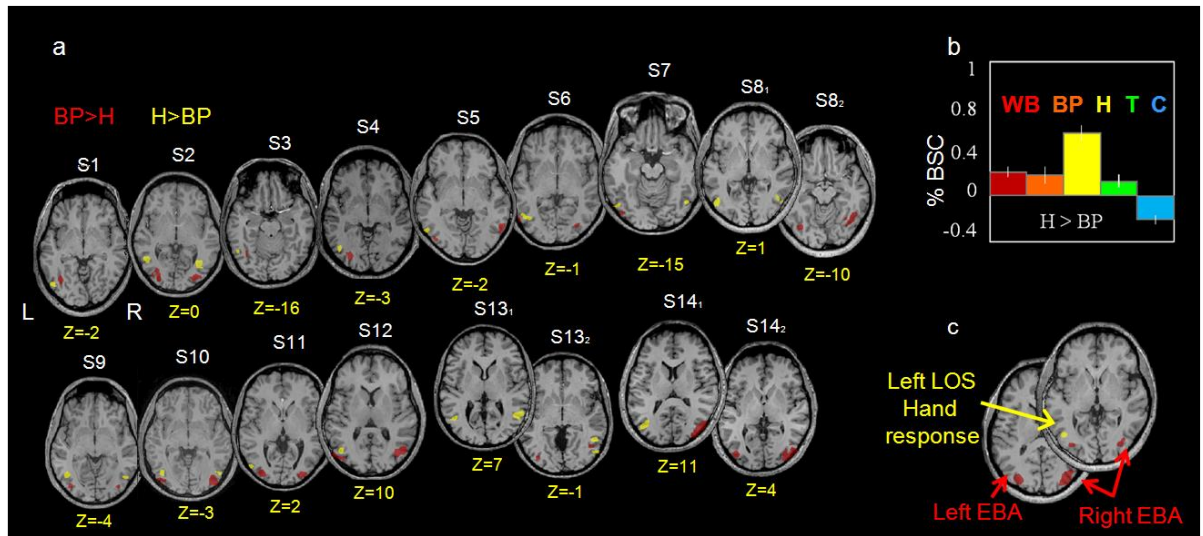 a
BP>H H>BP
S1 S2 S3 S4 S5 S6 S7 S8₁ S8₂
L R
Z=-2 Z=0 Z=-16 Z=-3 Z=-2 Z=-1 Z=-15 Z=1 Z=-10
S9 S10 S11 S12 S13₁ S13₂ S14₁ S14₂
Z=-4 Z=-3 Z=2 Z=10 Z=7 Z=-1 Z=11 Z=4
b
% BSC
1
0.8
0.4
0
-0.4
WB BP H T C
H > BP
c
Left LOS
Hand
response
Left EBA
Right EBA